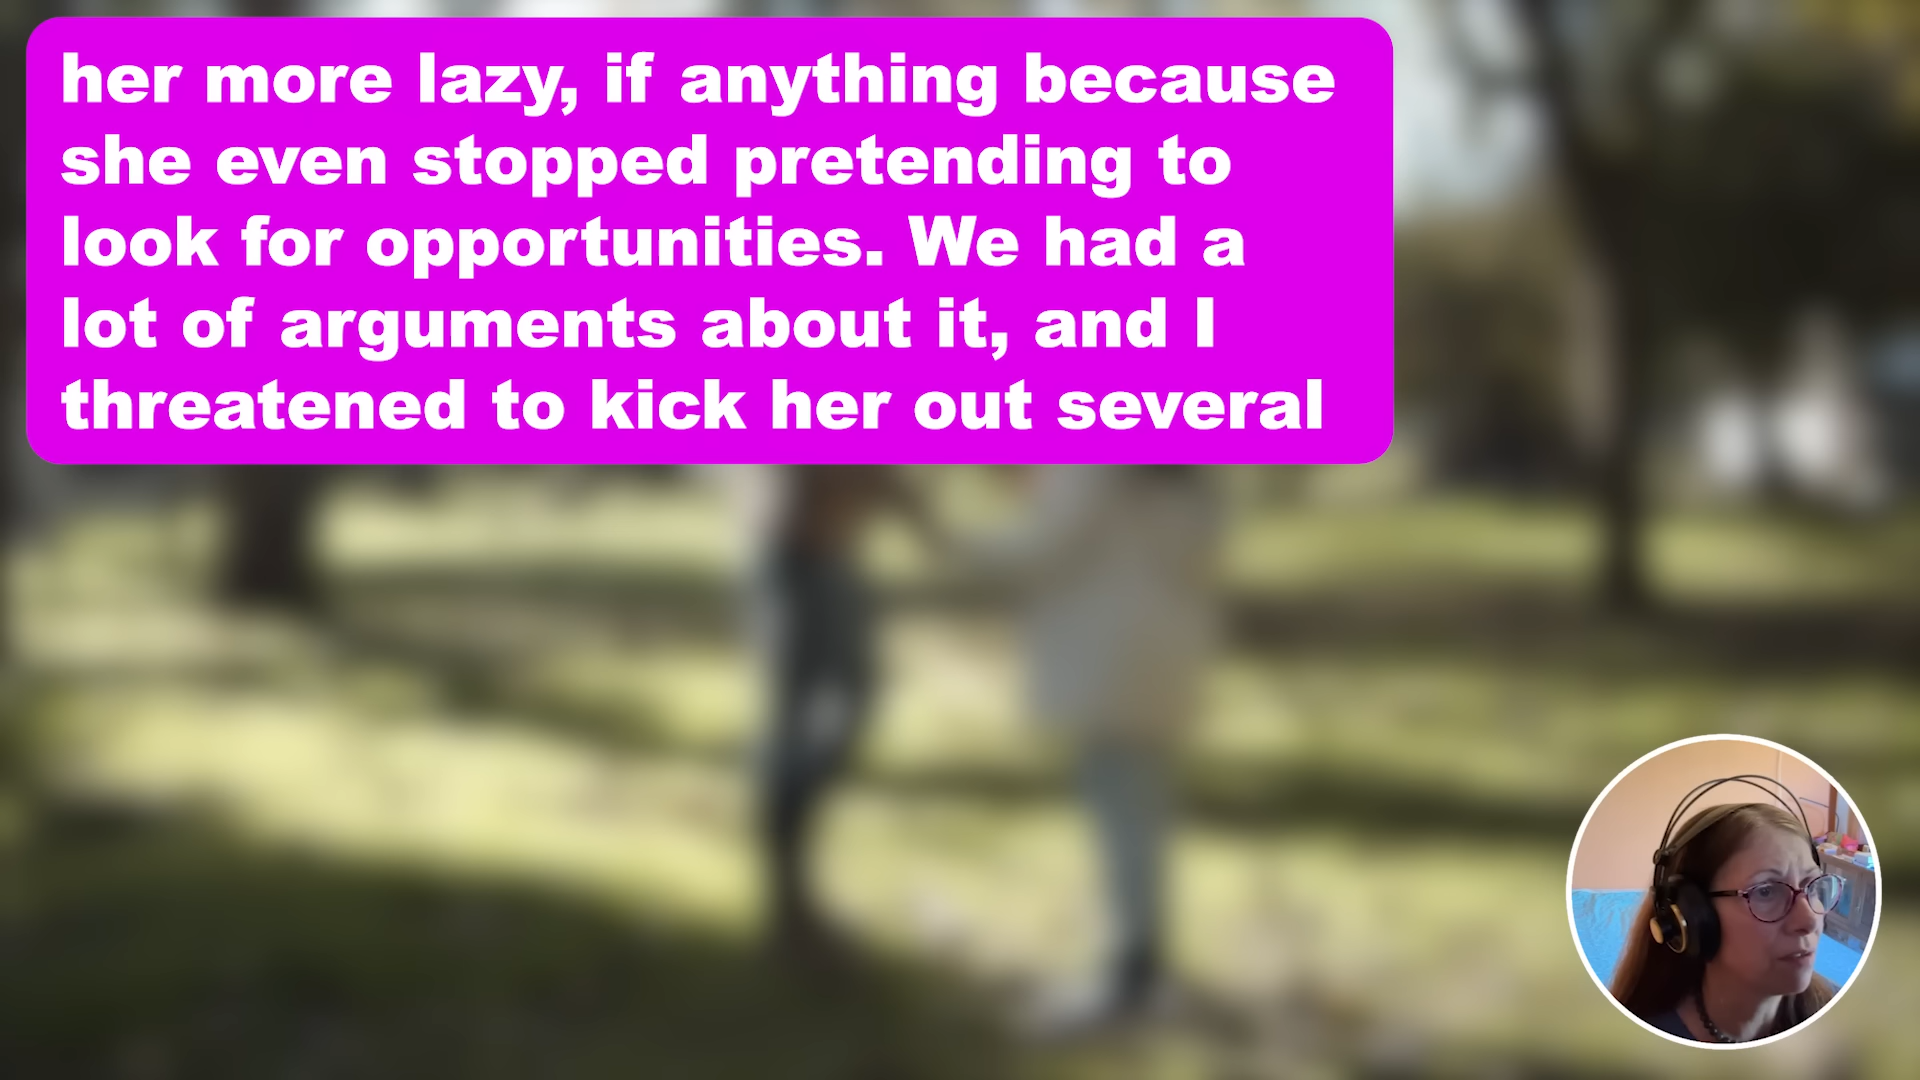 her more lazy, if anything because
she even stopped pretending to
look for opportunities. We had a
lot of arguments about it, and I
threatened to kick her out several